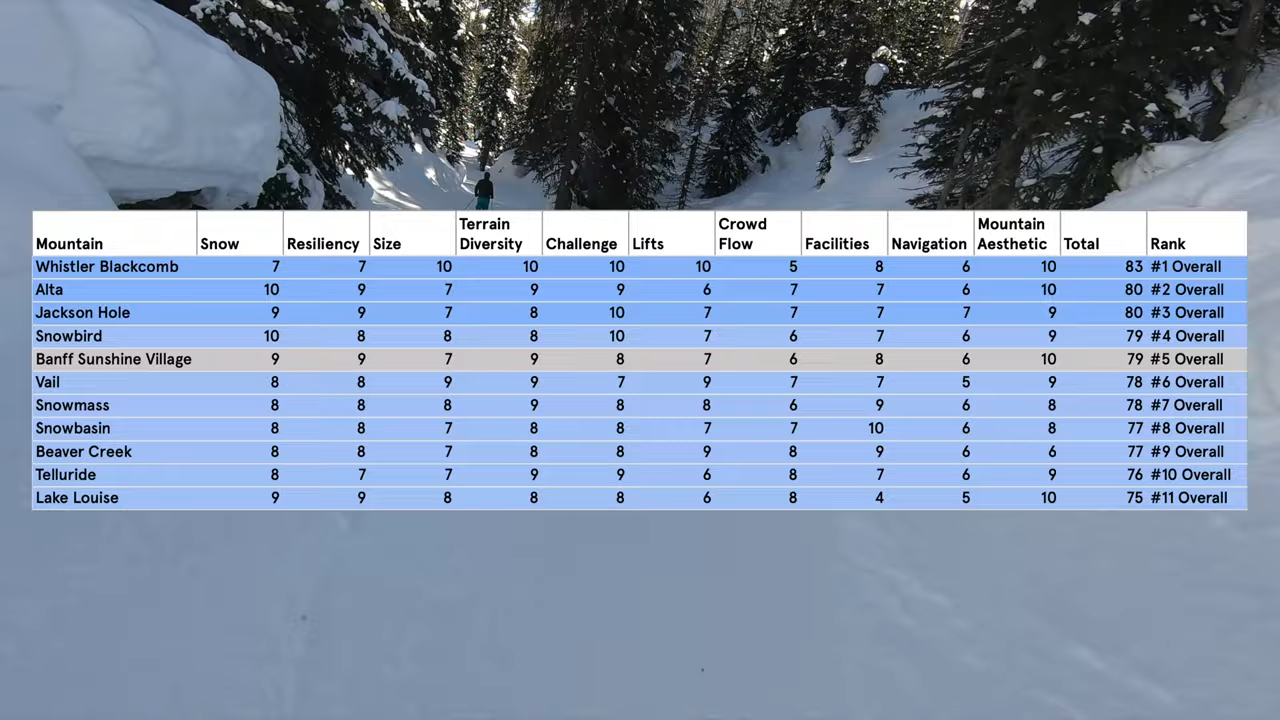 Mountain Snow Resiliency Size Terrain Diversity Challenge Lifts Crowd Flow Facilities Navigation Mountain Aesthetic Total Rank
Whistler Blackcomb 7 7 10 10 10 10 5 8 6 10 83 #1 Overall
Alta 10 9 7 9 9 6 7 7 6 10 80 #2 Overall
Jackson Hole 9 9 7 8 10 7 7 7 7 9 80 #3 Overall
Snowbird 10 8 8 8 10 7 6 7 6 9 79 #4 Overall
Banff Sunshine Village 9 9 7 9 8 7 6 8 6 10 79 #5 Overall
Vail 8 8 9 9 7 9 7 7 5 9 78 #6 Overall
Snowmass 8 8 8 9 8 8 6 9 6 8 78 #7 Overall
Snowbasin 8 8 7 8 8 7 7 10 6 8 77 #8 Overall
Beaver Creek 8 8 7 8 8 9 8 9 6 6 77 #9 Overall
Telluride 8 7 7 9 9 6 8 7 6 9 76 #10 Overall
Lake Louise 9 9 8 8 8 6 8 4 5 10 75 #11 Overall